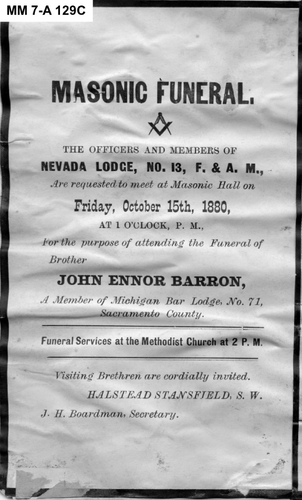 MM 7-A 129C
MASONIC FUNERAL.
THE OFFICERS AND MEMBERS OF
NEVADA LODGE, NO. 13, F. & A. M.,
Are requested to meet at Masonic Hall on
Friday, October 15th, 1880,
AT 1 O'CLOCK, P. M.,
For the purpose of attending the Funeral of
Brother
JOHN ENNOR BARRON,
A Member of Michigan Bar Lodge, No. 71,
Sacramento County.
Funeral Services at the Methodist Church at 2 P. M.
Visiting Brethren are cordially invited.
HALSTEAD STANSFIELD, S. W.
J. H. Boardman, Secretary.